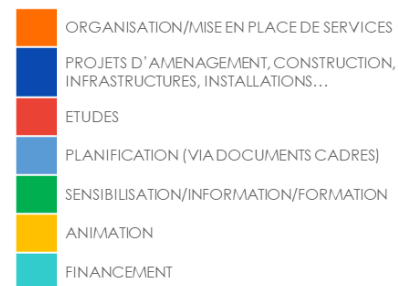 ORGANISATION/MISE EN PLACE DE SERVICES
PROJETS D'AMENAGEMENT, CONSTRUCTION,
INFRASTRUCTURES, INSTALLATIONS...
ETUDES
PLANIFICATION (VIA DOCUMENTS CADRES)
SENSIBILISATION/INFORMATION/FORMATION
ANIMATION
FINANCEMENT